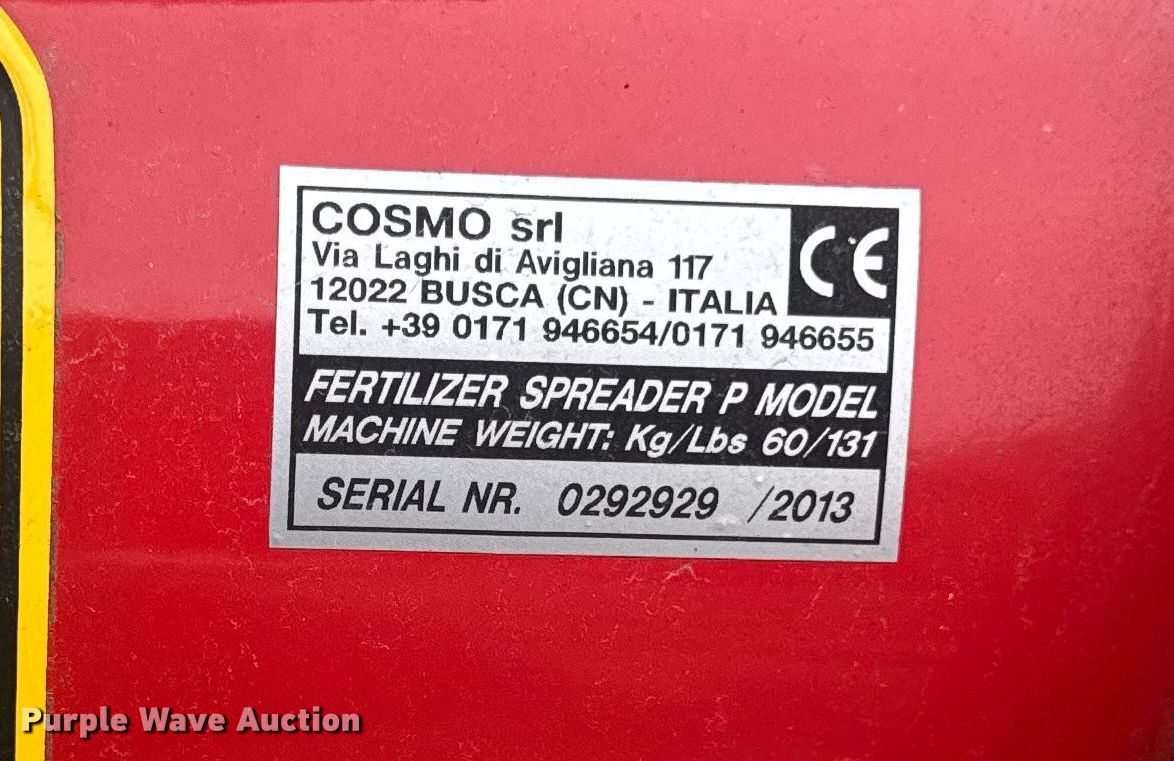 COSMO srl
Via Laghi di Avigliana 117
12022 BUSCA (CN) - ITALIA
Tel. +39 0171 946654/0171 946655
CE
FERTILIZER SPREADER P MODEL
MACHINE WEIGHT: Kg/Lbs 60/131
SERIAL NR. 0292929 /2013
Purple Wave Auction